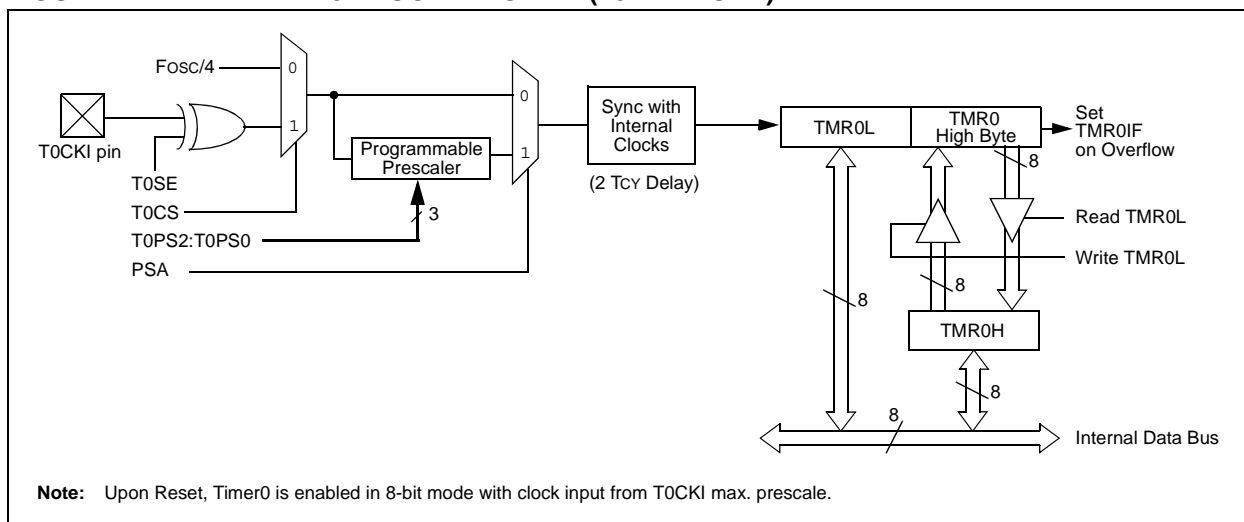 Fosc/4
0
1
T0CKI pin
T0SE
T0CS
T0PS2:T0PS0
PSA
Programmable
Prescaler
3
0
1
Sync with
Internal
Clocks
(2 TCY Delay)
TMR0L
TMR0
High Byte
Set
TMR0IF
on Overflow
8
Read TMR0L
Write TMR0L
8
8
TMR0H
8
8
Internal Data Bus
Note: Upon Reset, Timer0 is enabled in 8-bit mode with clock input from T0CKI max. prescale.